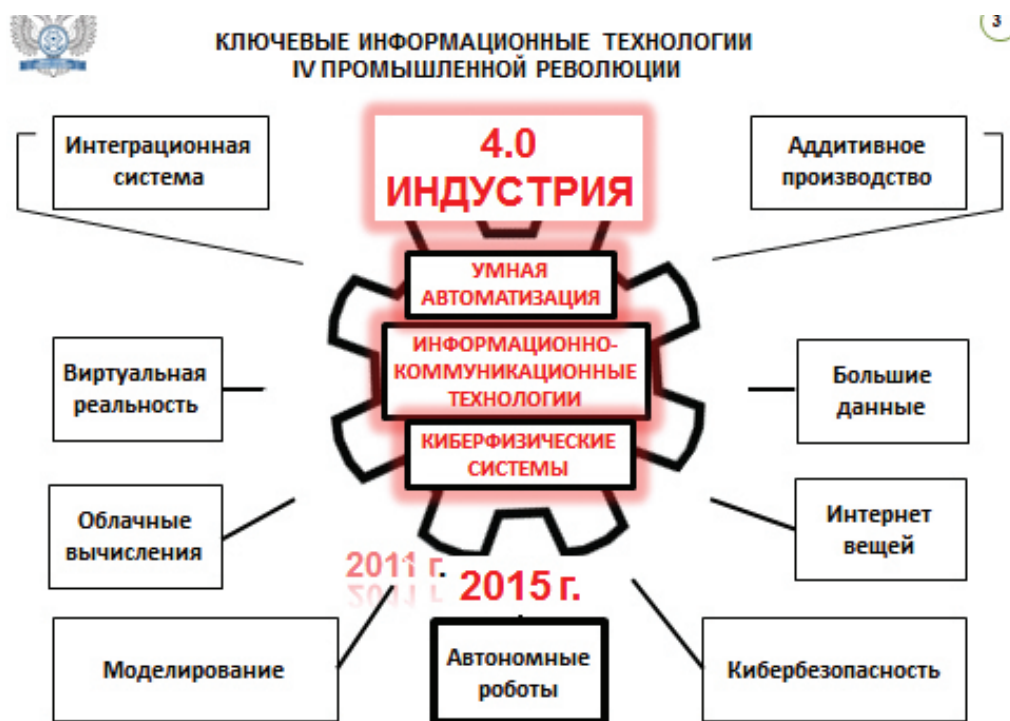 3
КЛЮЧЕВЫЕ ИНФОРМАЦИОННЫЕ ТЕХНОЛОГИИ
IV ПРОМЫШЛЕННОЙ РЕВОЛЮЦИИ
Интеграционная
система
4.0
ИНДУСТРИЯ
Аддитивное
производство
УМНАЯ
АВТОМАТИЗАЦИЯ
ИНФОРМАЦИОННО-
КОММУНИКАЦИОННЫЕ
ТЕХНОЛОГИИ
КИБЕРФИЗИЧЕСКИЕ
СИСТЕМЫ
Виртуальная
реальность
Большие
данные
Облачные
вычисления
Интернет
вещей
2011 г.
2015 г.
Моделирование
Автономные
роботы
Кибербезопасность